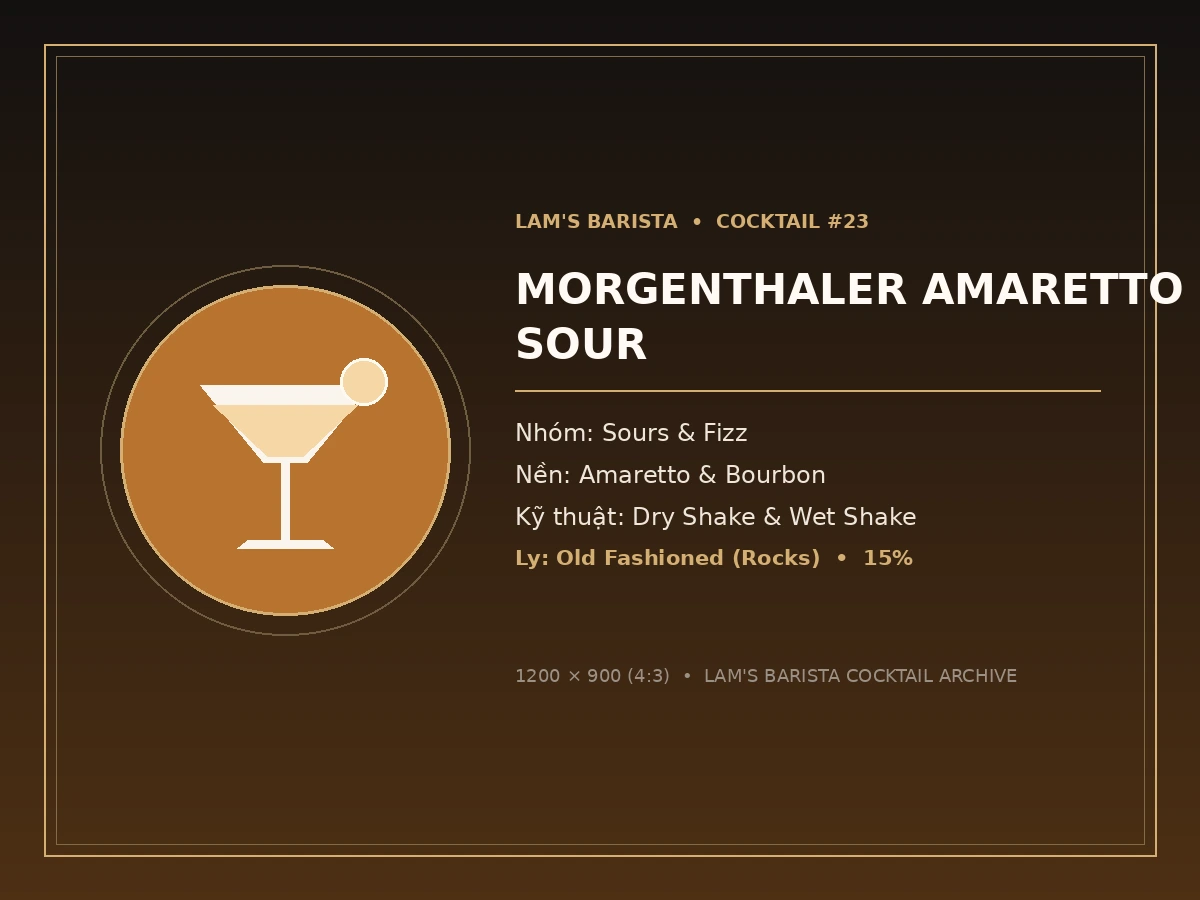 LAM'S BARISTA • COCKTAIL #23
MORGENTHALER AMARETTO
SOUR
Nhóm: Sours & Fizz
Nền: Amaretto & Bourbon
Kỹ thuật: Dry Shake & Wet Shake
Ly: Old Fashioned (Rocks) • 15%
1200 × 900 (4:3) • LAM'S BARISTA COCKTAIL ARCHIVE